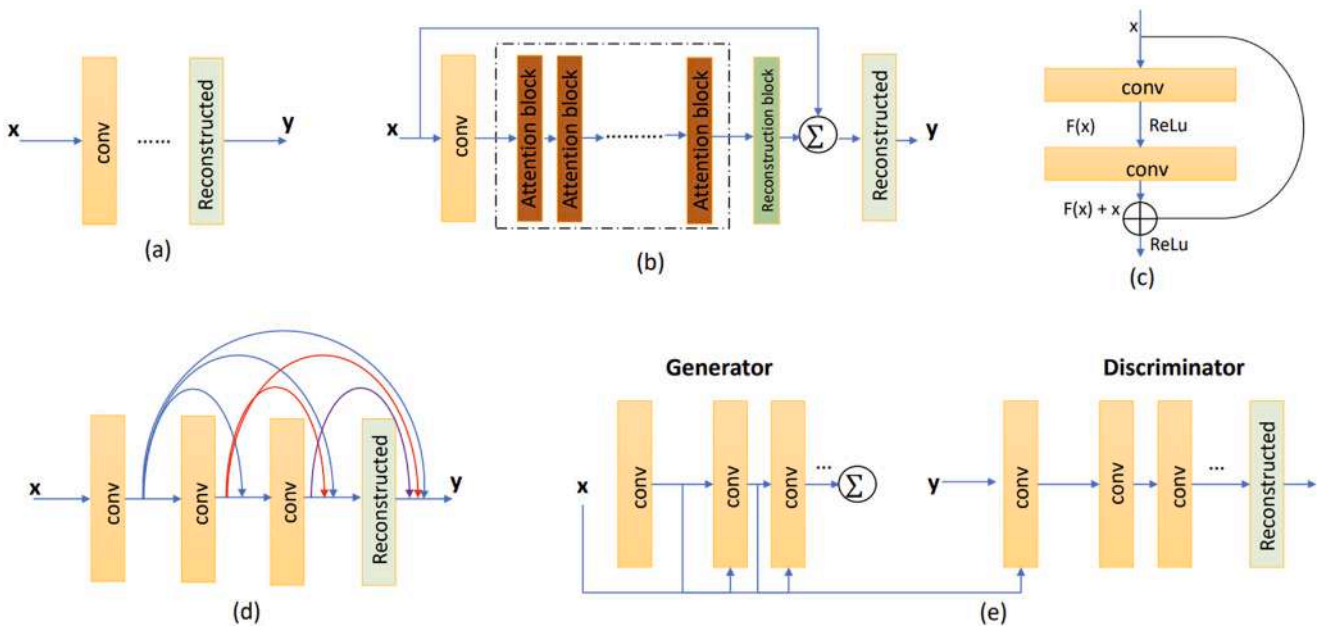 x
conv
......
Reconstructed
y
(a)
x
conv
Attention block
Attention block
...........
Attention block
Reconstruction block
Σ
Reconstructed
y
(b)
x
conv
F(x)
ReLu
conv
F(x) + x
ReLu
(c)
x
conv
conv
conv
Reconstructed
y
(d)
Generator
x
conv
conv
conv
...
Σ
Discriminator
y
conv
conv
conv
...
Reconstructed
(e)